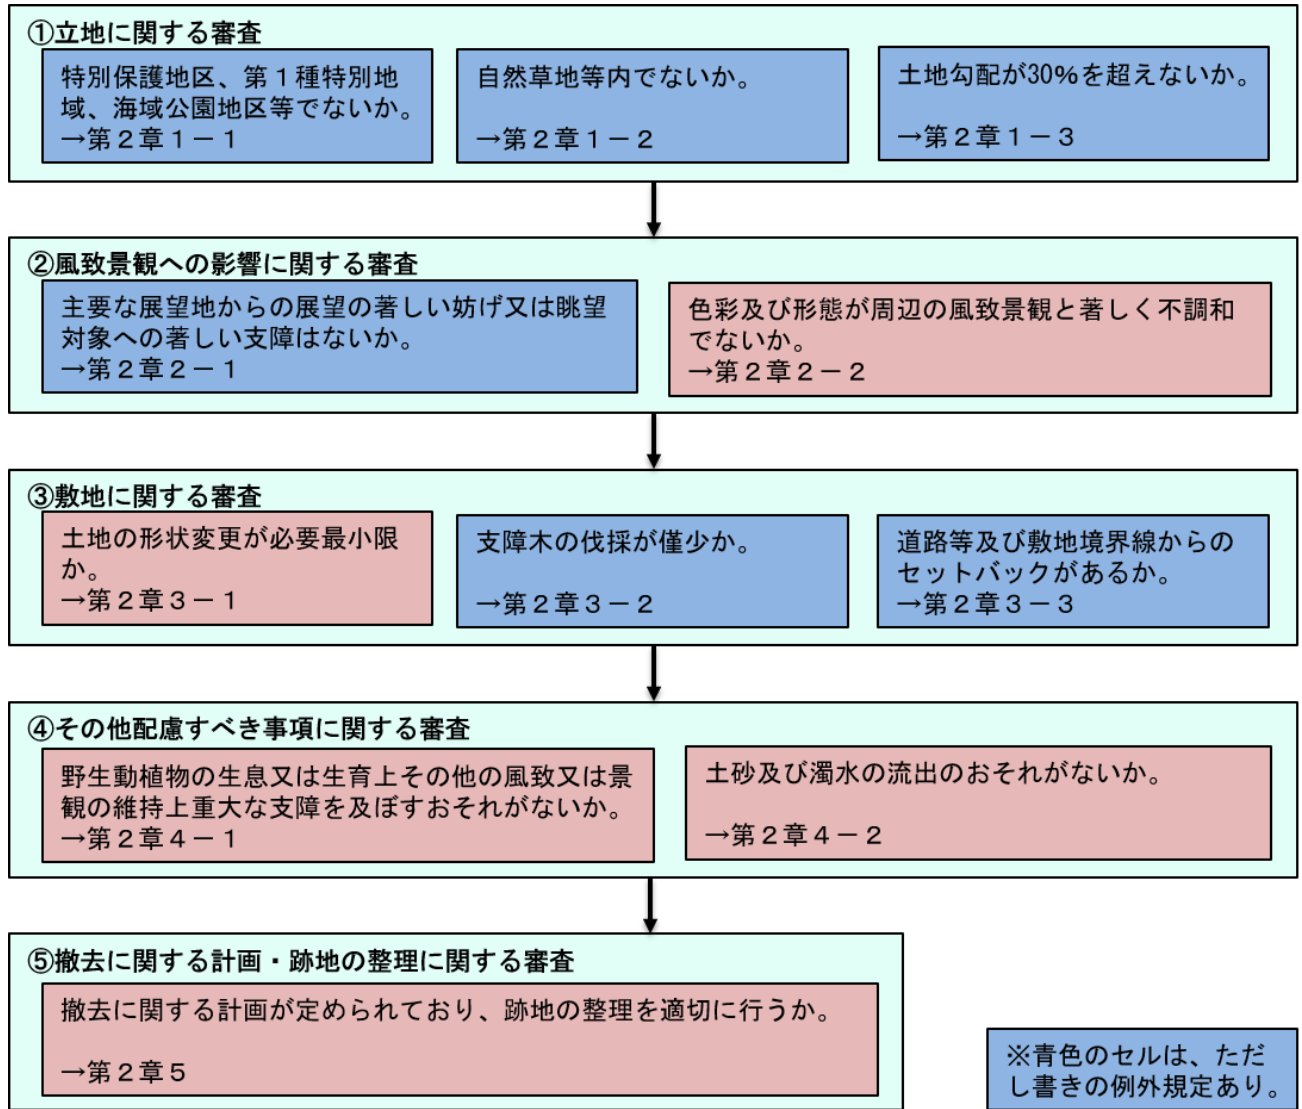 ①立地に関する審査
特別保護地区、第１種特別地
域、海域公園地区等でないか。
→第２章１－１
自然草地等内でないか。
→第２章１－２
土地勾配が30％を超えないか。
→第２章１－３
②風致景観への影響に関する審査
主要な展望地からの展望の著しい妨げ又は眺望
対象への著しい支障はないか。
→第２章２－１
色彩及び形態が周辺の風致景観と著しく不調和
でないか。
→第２章２－２
③敷地に関する審査
土地の形状変更が必要最小限
か。
→第２章３－１
支障木の伐採が僅少か。
→第２章３－２
道路等及び敷地境界線からの
セットバックがあるか。
→第２章３－３
④その他配慮すべき事項に関する審査
野生動植物の生息又は生育上その他の風致又は景
観の維持上重大な支障を及ぼすおそれがないか。
→第２章４－１
土砂及び濁水の流出のおそれがないか。
→第２章４－２
⑤撤去に関する計画・跡地の整理に関する審査
撤去に関する計画が定められており、跡地の整理を適切に行うか。
→第２章５
※青色のセルは、ただ
し書きの例外規定あり。